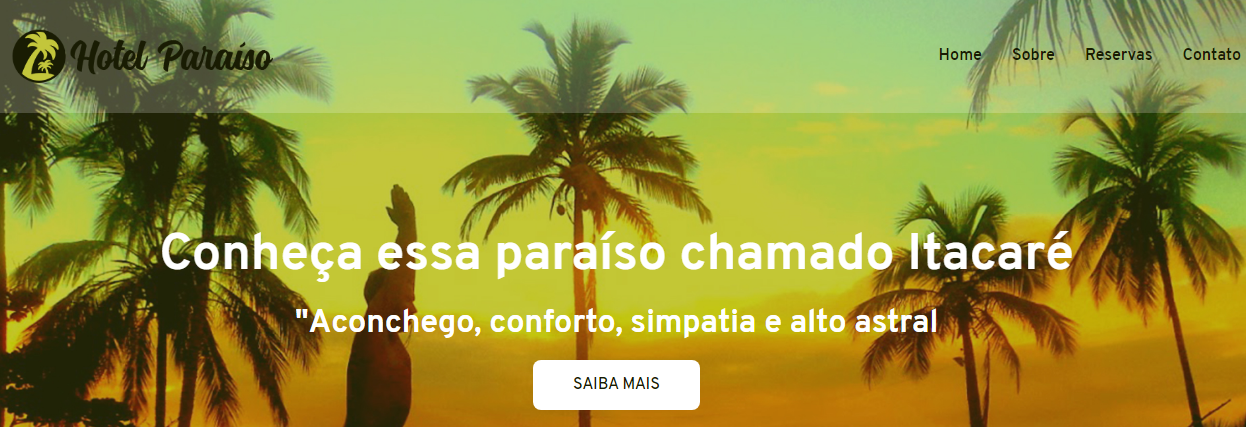 Hotel Paraíso
Home Sobre Reservas Contato
Conheça essa paraíso chamado Itacaré
"Aconchego, conforto, simpatia e alto astral
SAIBA MAIS